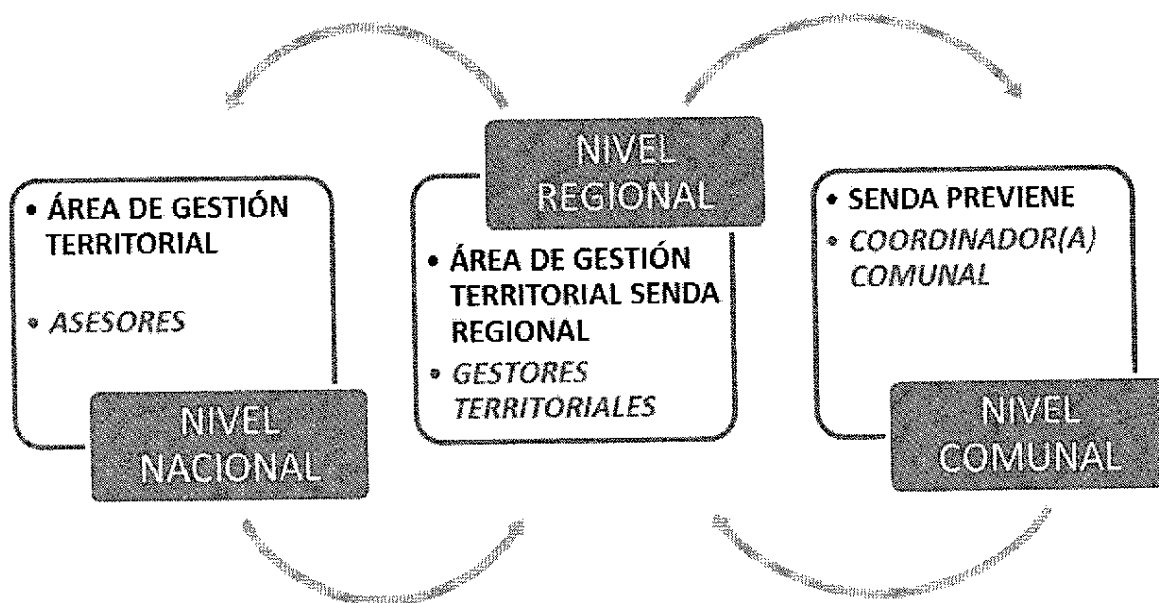 • ÁREA DE GESTIÓN
TERRITORIAL
• ASESORES
NIVEL
NACIONAL
NIVEL
REGIONAL
• ÁREA DE GESTIÓN
TERRITORIAL SENDA
REGIONAL
• GESTORES
TERRITORIALES
• SENDA PREVIENE
• COORDINADOR(A)
COMUNAL
NIVEL
COMUNAL